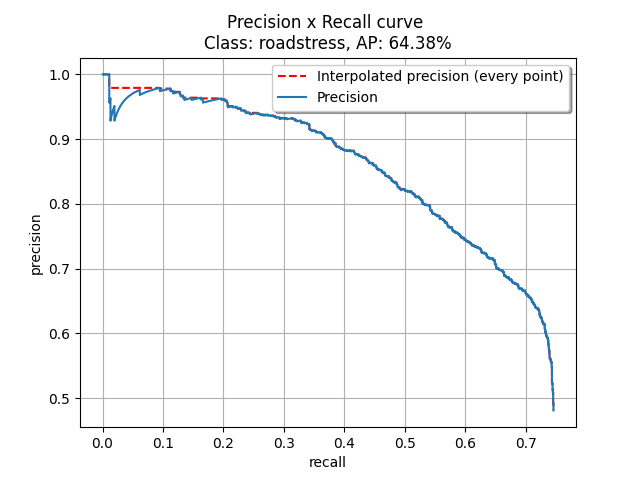 Precision x Recall curve
Class: roadstress, AP: 64.38%
Interpolated precision (every point)
Precision
precision
1.0
0.9
0.8
0.7
0.6
0.5
0.0 0.1 0.2 0.3 0.4 0.5 0.6 0.7
recall